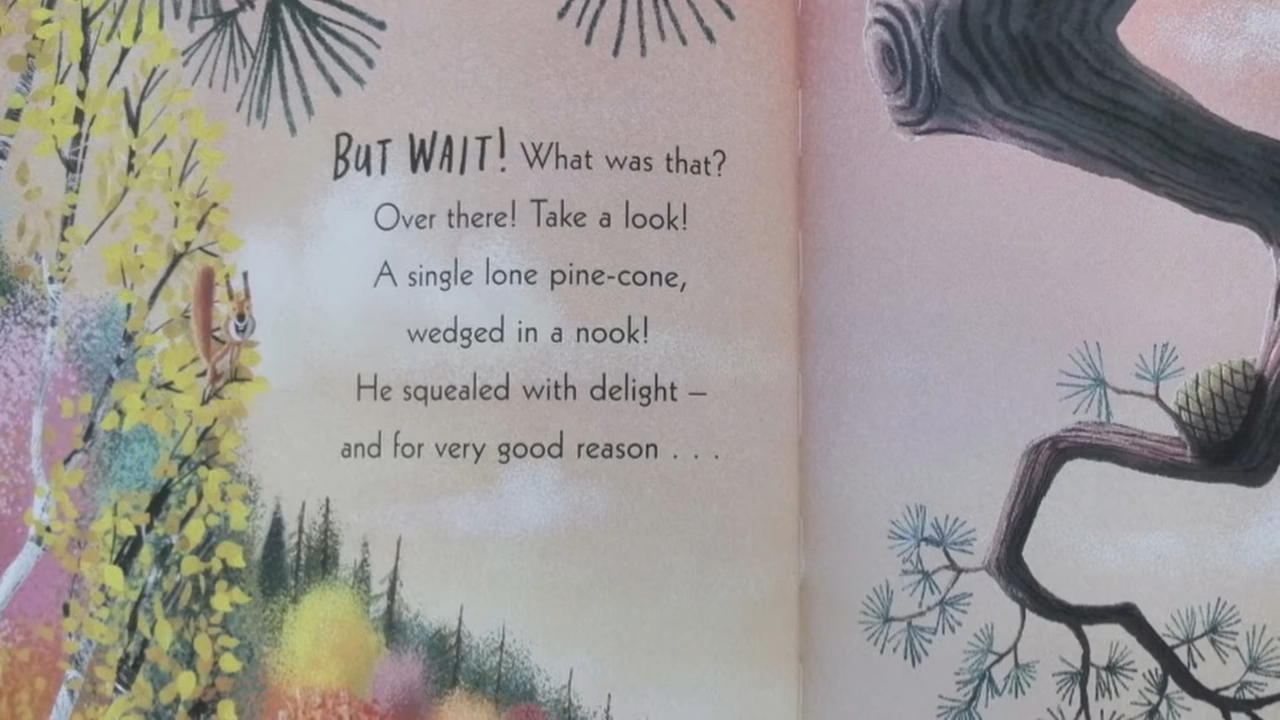 BUT WAIT! What was that?
Over there! Take a look!
A single lone pine-cone,
wedged in a nook!
He squealed with delight –
and for very good reason . . .